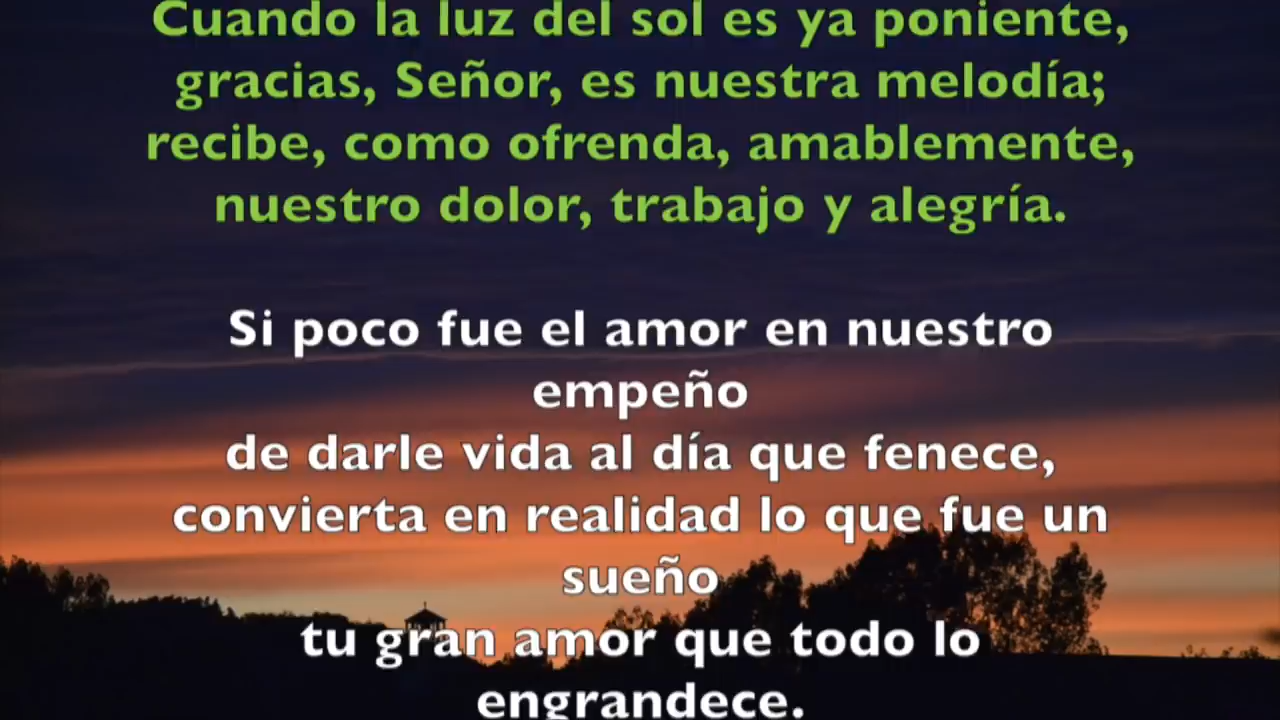 Cuando la luz del sol es ya poniente,
gracias, Señor, es nuestra melodía;
recibe, como ofrenda, amablemente,
nuestro dolor, trabajo y alegría.
Si poco fue el amor en nuestro
empeño
de darle vida al día que fenece,
convierta en realidad lo que fue un
sueño
tu gran amor que todo lo
engrandece.